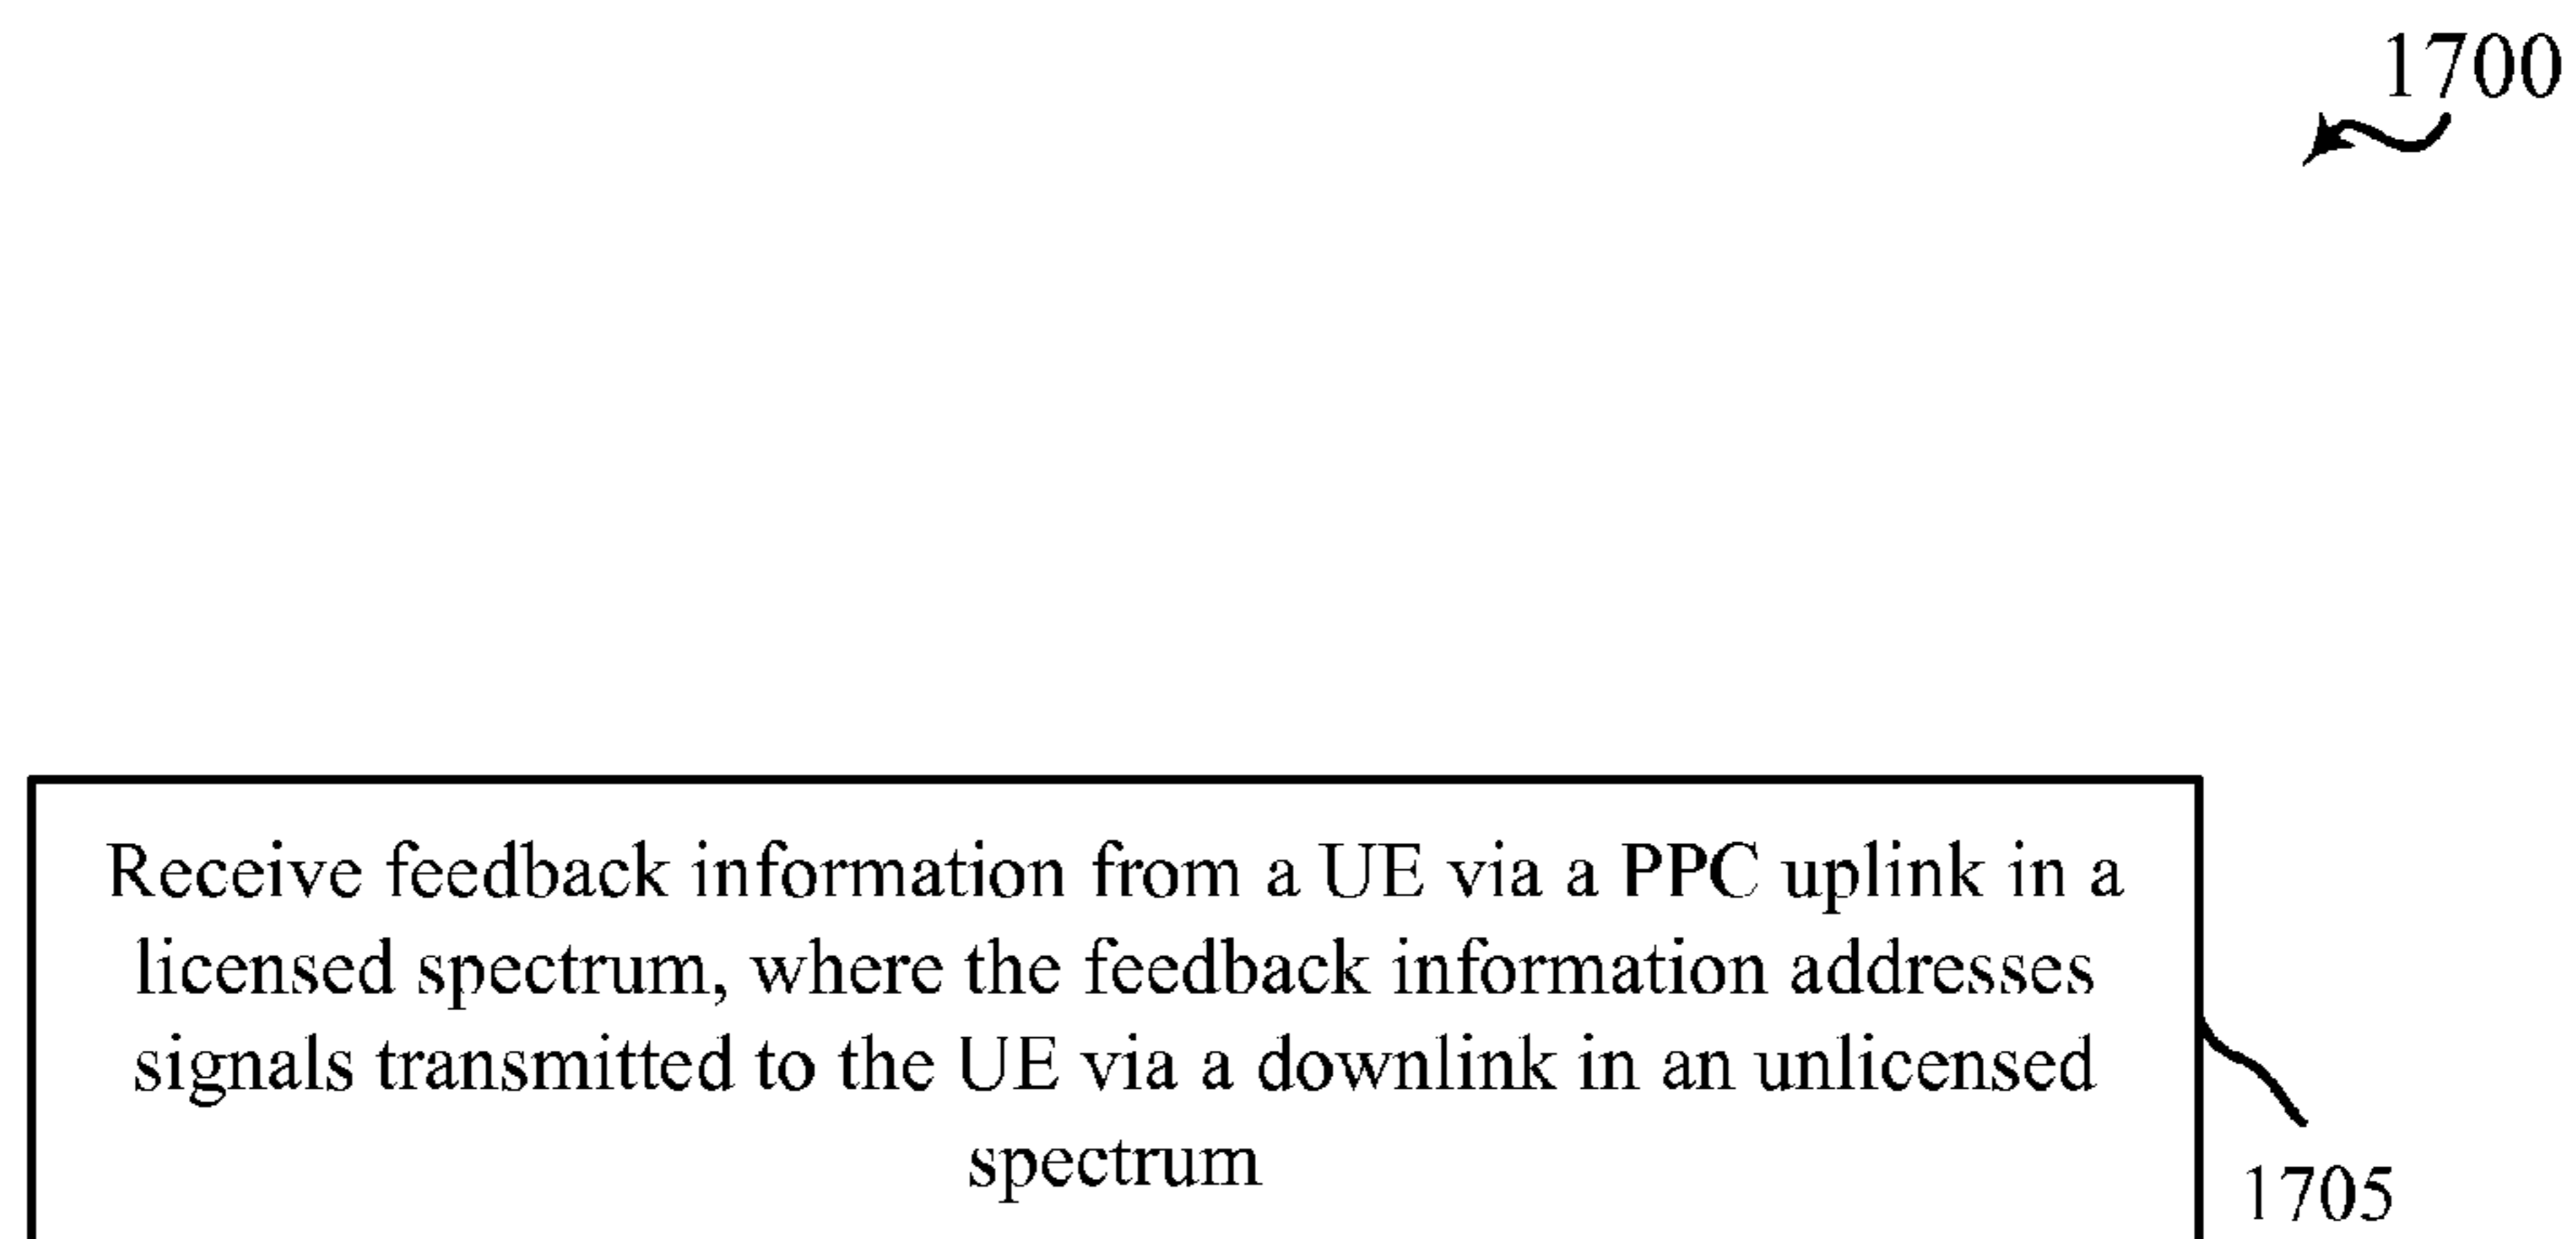 1700
Receive feedback information from a UE via a PPC uplink in a
licensed spectrum, where the feedback information addresses
signals transmitted to the UE via a downlink in an unlicensed
spectrum
1705